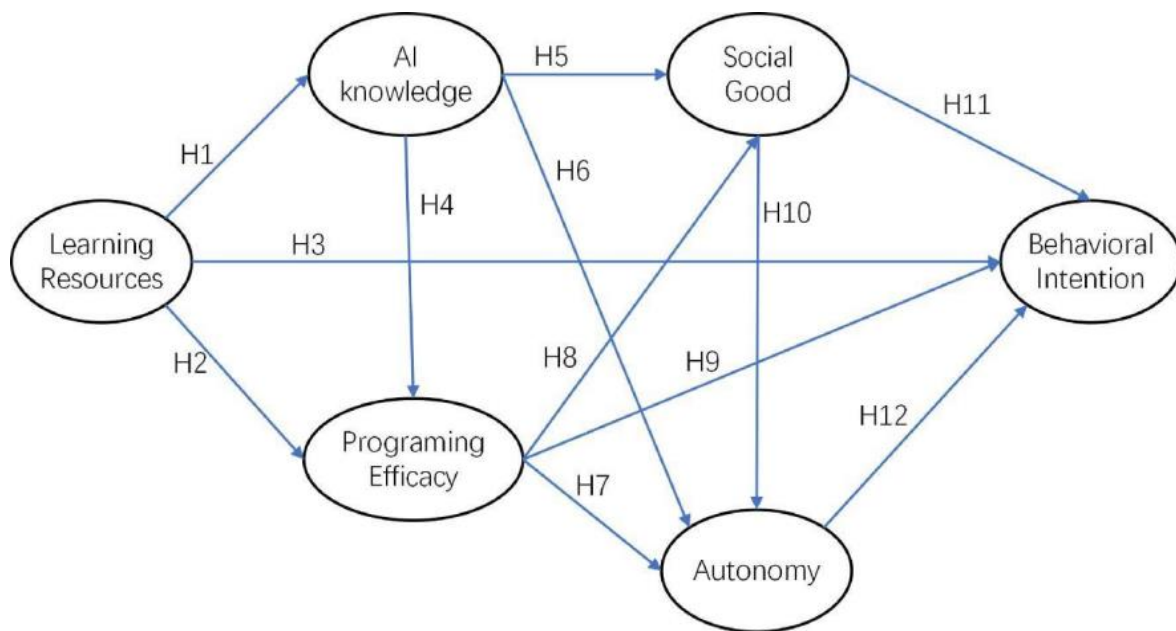 AI
knowledge
H5
Social
Good
H11
H1
H6
H4
H10
Learning
Resources
H3
Behavioral
Intention
H2
H8
H9
H12
Programing
Efficacy
H7
Autonomy